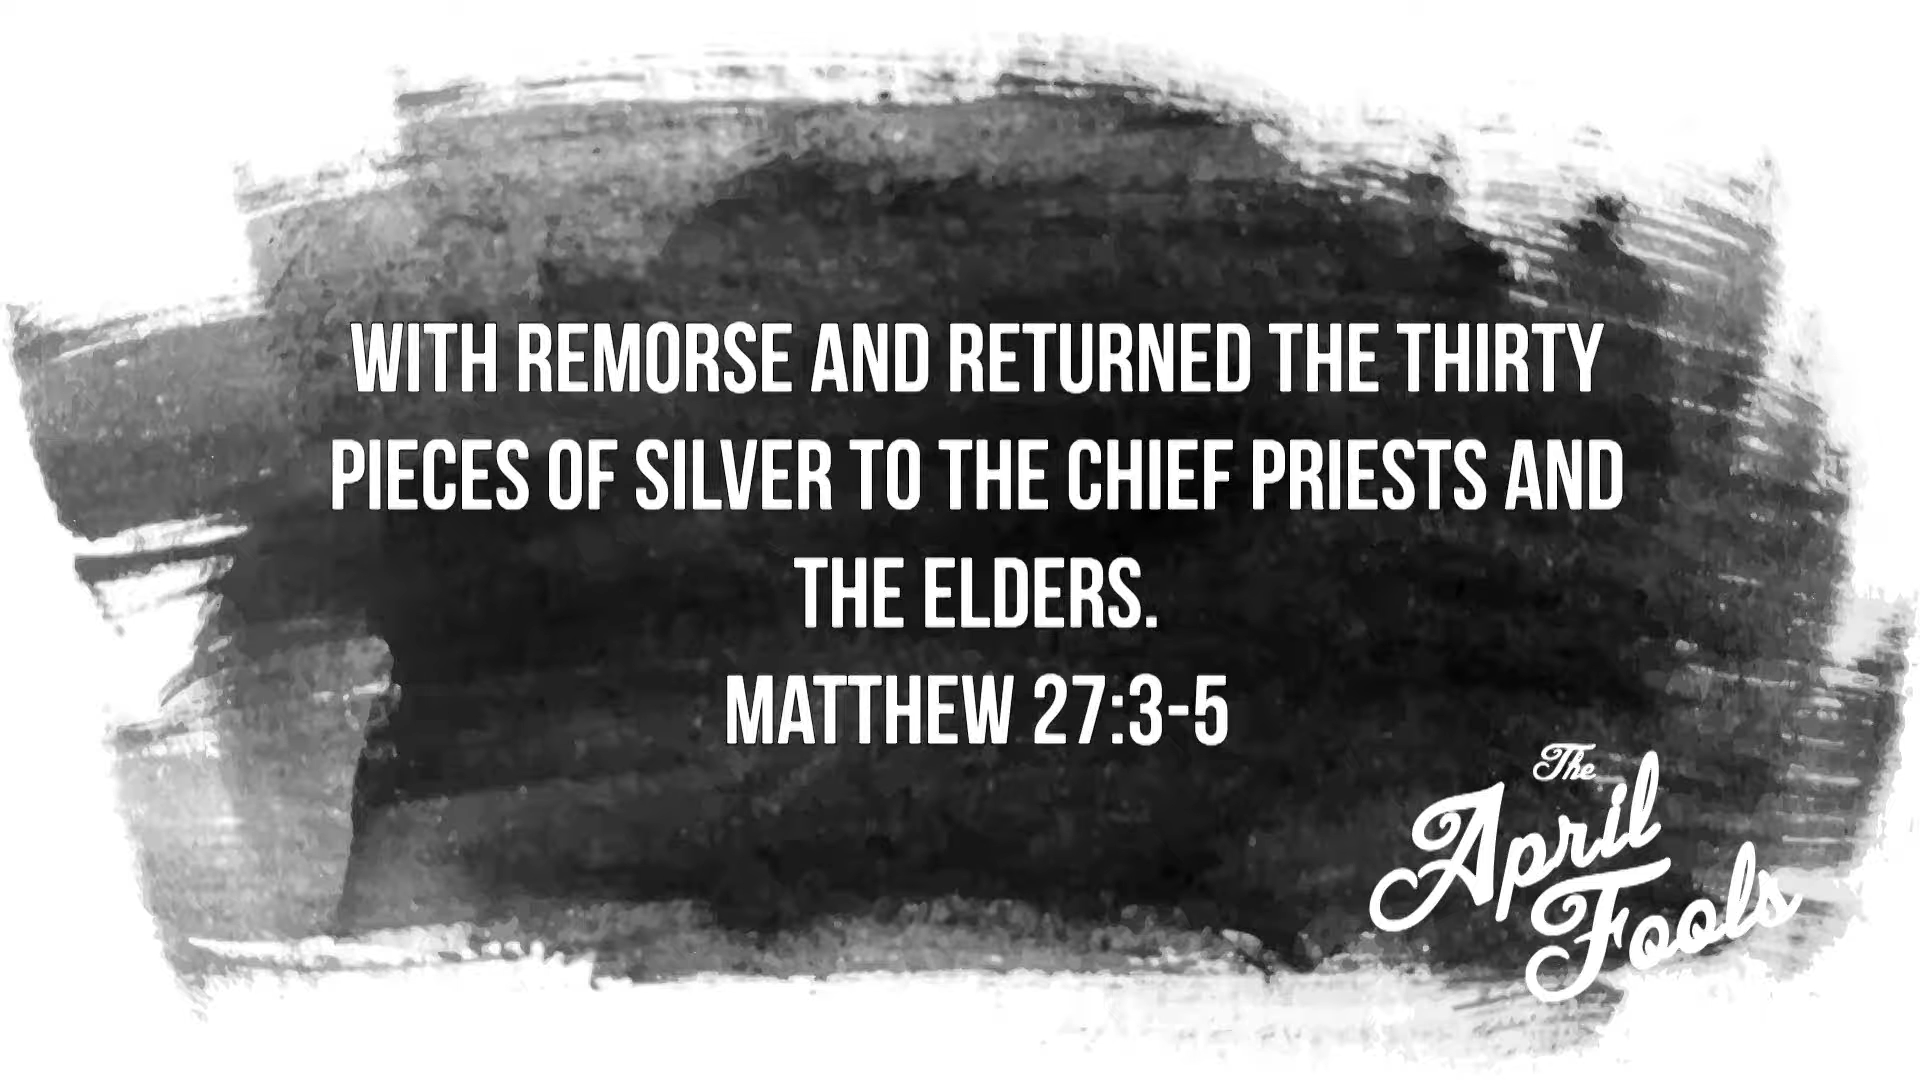 WITH REMORSE AND RETURNED THE THIRTY
PIECES OF SILVER TO THE CHIEF PRIESTS AND
THE ELDERS.
MATTHEW 27:3-5
The
April
Fools